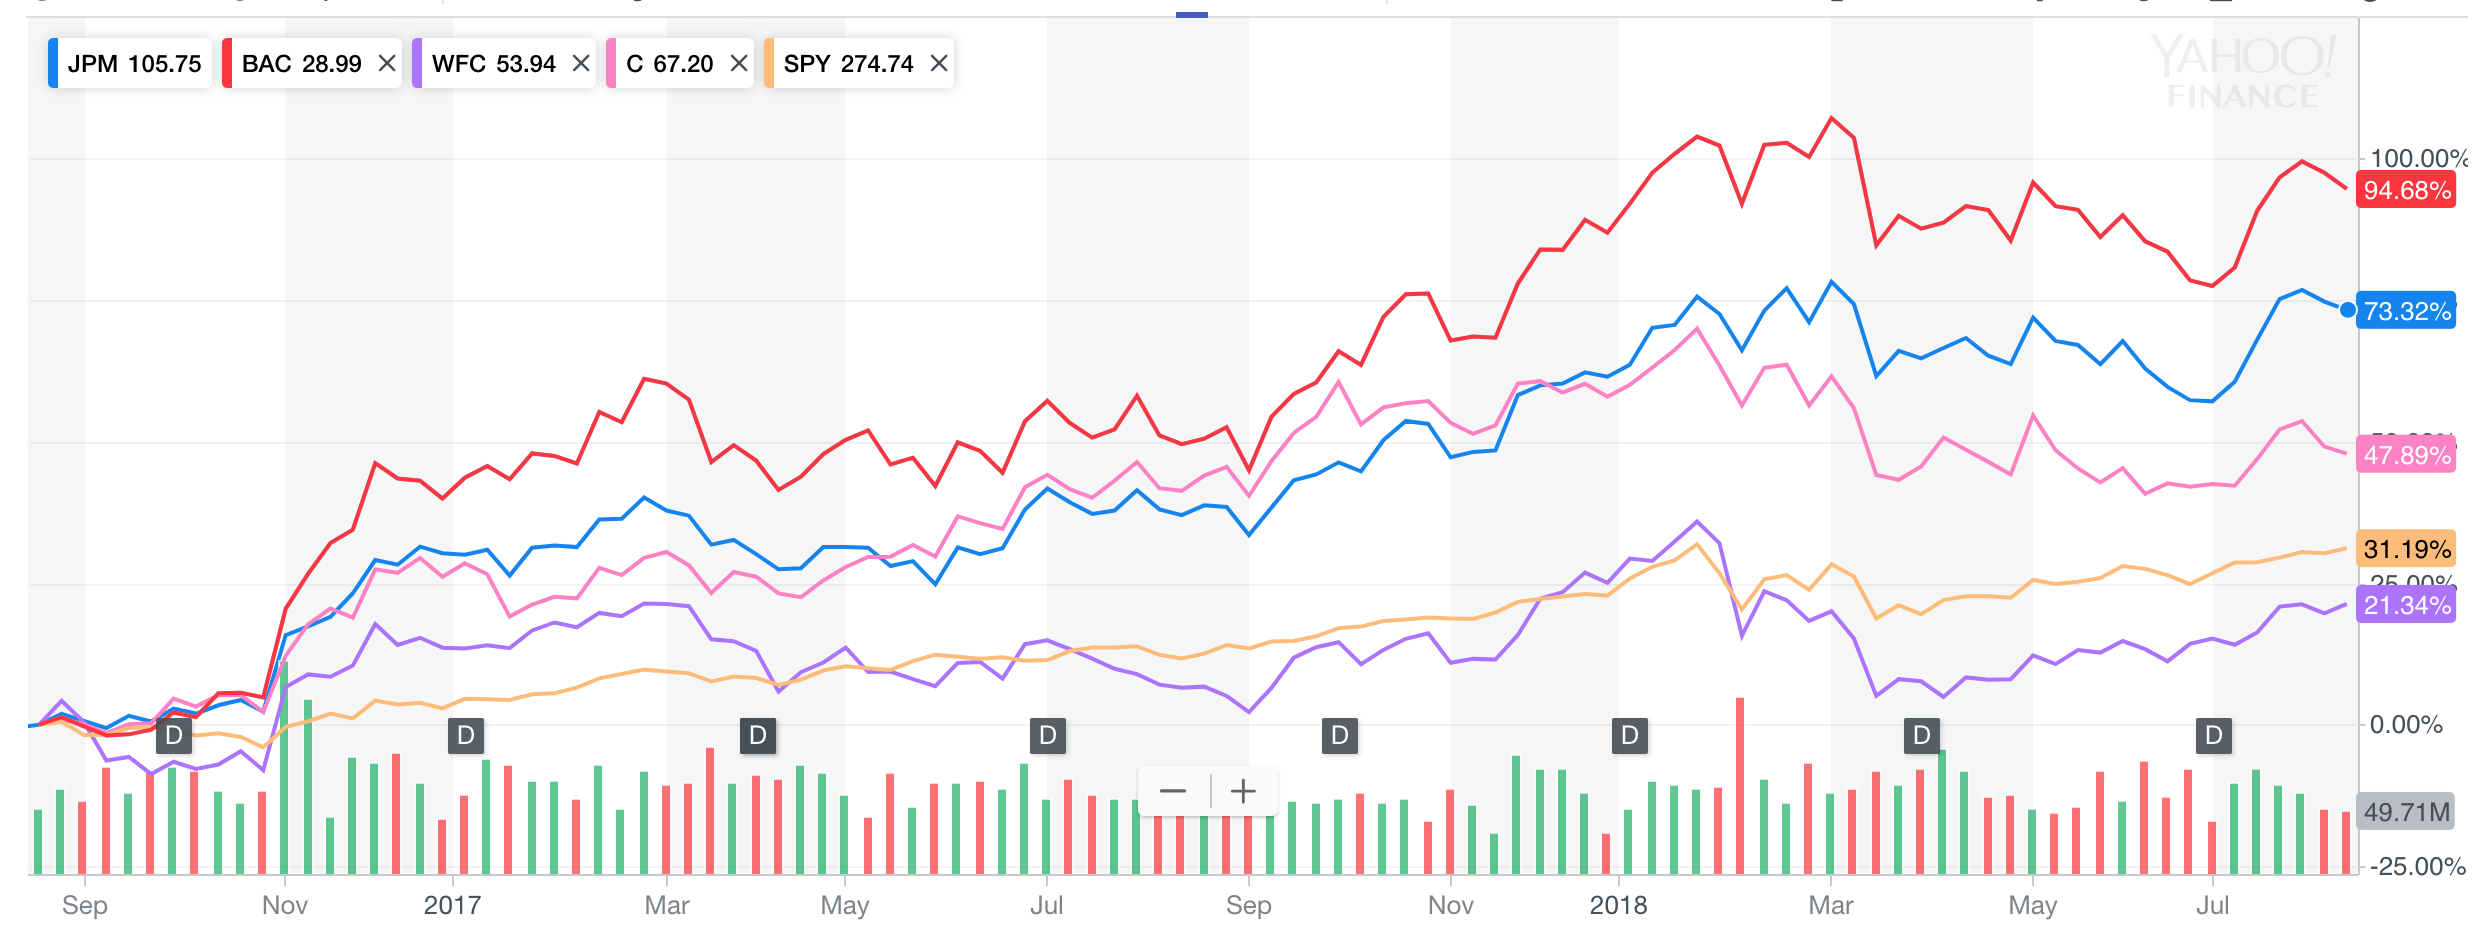 JPM 105.75
BAC 28.99
WFC 53.94
C 67.20
SPY 274.74
YAHOO!
FINANCE
100.00%
94.68%
73.32%
47.89%
31.19%
25.00%
21.34%
0.00%
D D D D D D D D
49.71M
-25.00%
Sep Nov 2017 Mar May Jul Sep Nov 2018 Mar May Jul